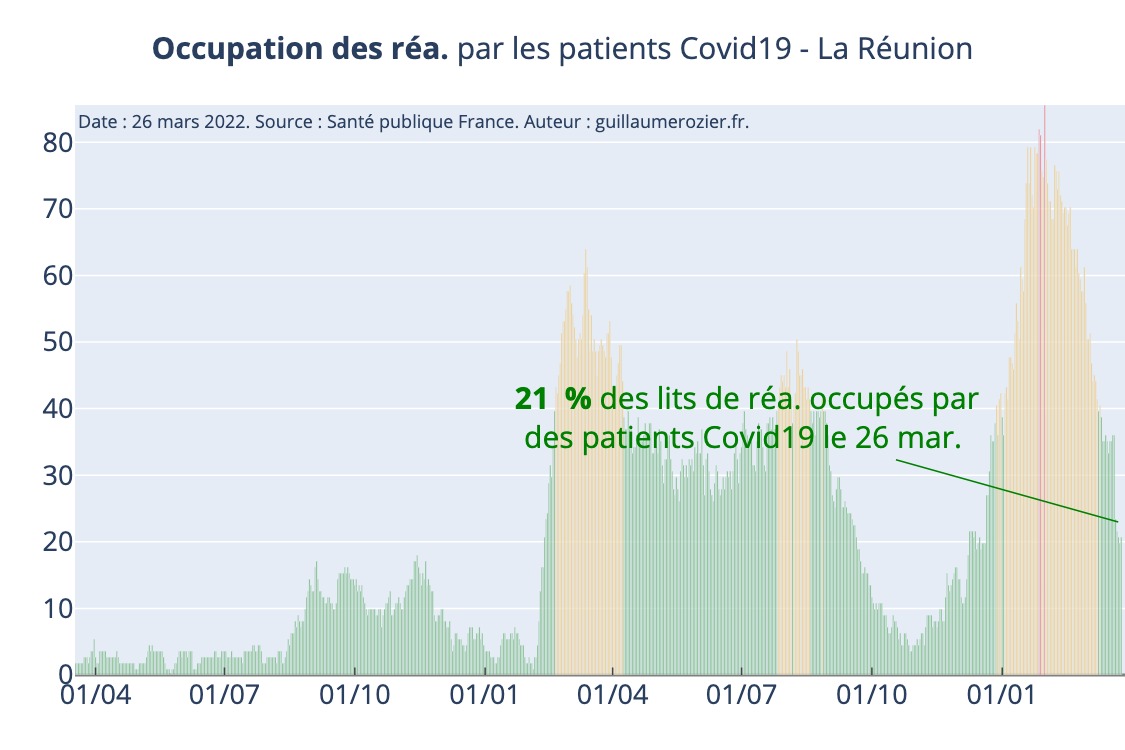 Occupation des réa. par les patients Covid19 - La Réunion
Date : 26 mars 2022. Source : Santé publique France. Auteur : guillaumerozier.fr.
80
70
60
50
40
30
20
10
0
21 % des lits de réa. occupés par
des patients Covid19 le 26 mar.
01/04 01/07 01/10 01/01 01/04 01/07 01/10 01/01